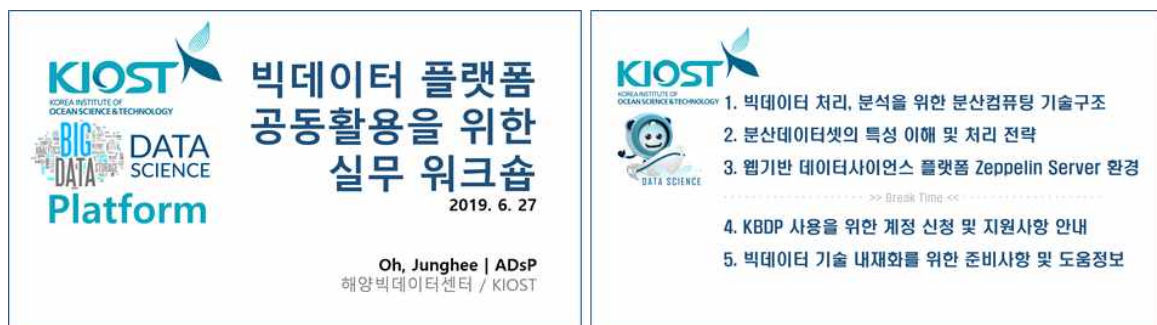 KIOST
KOREA INSTITUTE OF
OCEAN SCIENCE & TECHNOLOGY
BIG
DATA
DATA
SCIENCE
Platform
빅데이터 플랫폼
공동활용을 위한
실무 워크숍
2019. 6. 27
Oh, Junghee | ADsP
해양빅데이터센터 / KIOST
KIOST
KOREA INSTITUTE OF
OCEAN SCIENCE & TECHNOLOGY
DATA SCIENCE
1. 빅데이터 처리, 분석을 위한 분산컴퓨팅 기술구조
2. 분산데이터셋의 특성 이해 및 처리 전략
3. 웹기반 데이터사이언스 플랫폼 Zeppelin Server 환경
>> Break Time <<
4. KBDP 사용을 위한 계정 신청 및 지원사항 안내
5. 빅데이터 기술 내재화를 위한 준비사항 및 도움정보